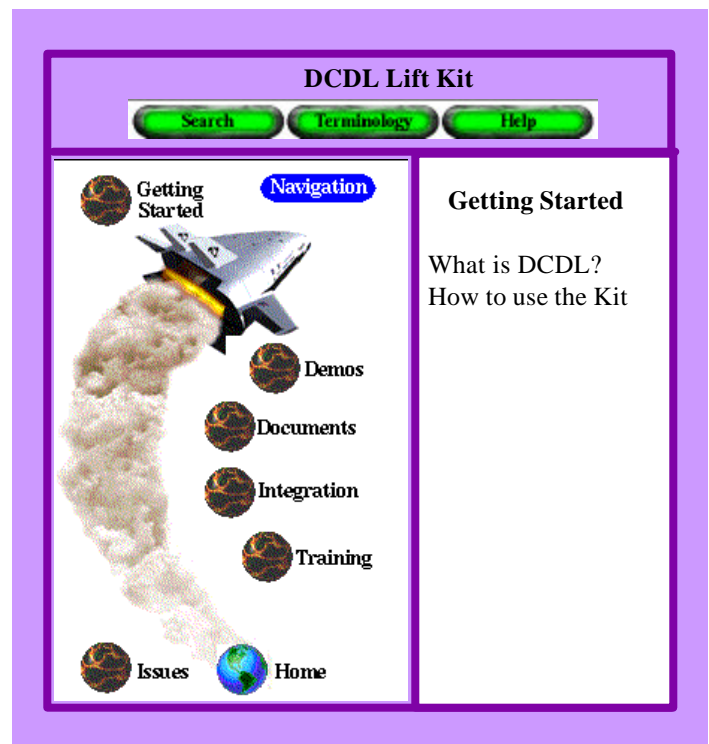 DCDL Lift Kit
Search Terminology Help
Getting
Started
Navigation
Demos
Documents
Integration
Training
Issues
Home
Getting Started
What is DCDL?
How to use the Kit